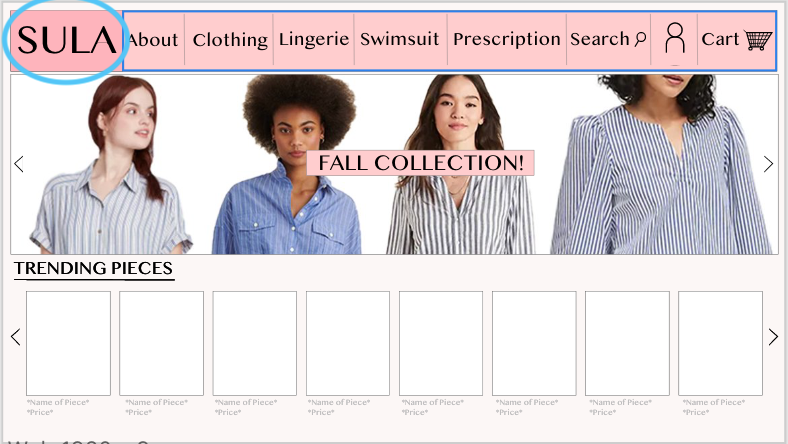 SULA About Clothing Lingerie Swimsuit Prescription Search Cart
FALL COLLECTION!
TRENDING PIECES
*Name of Piece* *Name of Piece* *Name of Piece* *Name of Piece* *Name of Piece* *Name of Piece* *Name of Piece* *Name of Piece*
*Price* *Price* *Price* *Price* *Price* *Price* *Price* *Price*